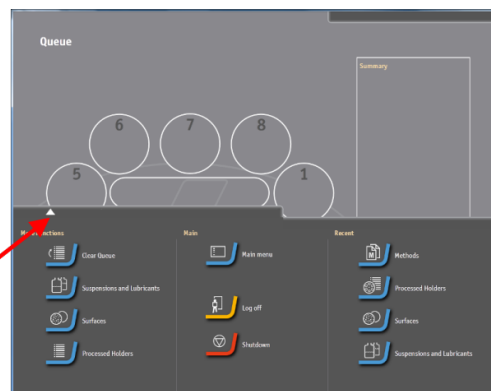 Queue
Summary
6
7
8
5
1
Main
Recent
Clear Queue
Main menu
Methods
Suspensions and Lubricants
Processed Holders
Log off
Surfaces
Surfaces
Shutdown
Processed Holders
Suspensions and Lubricants